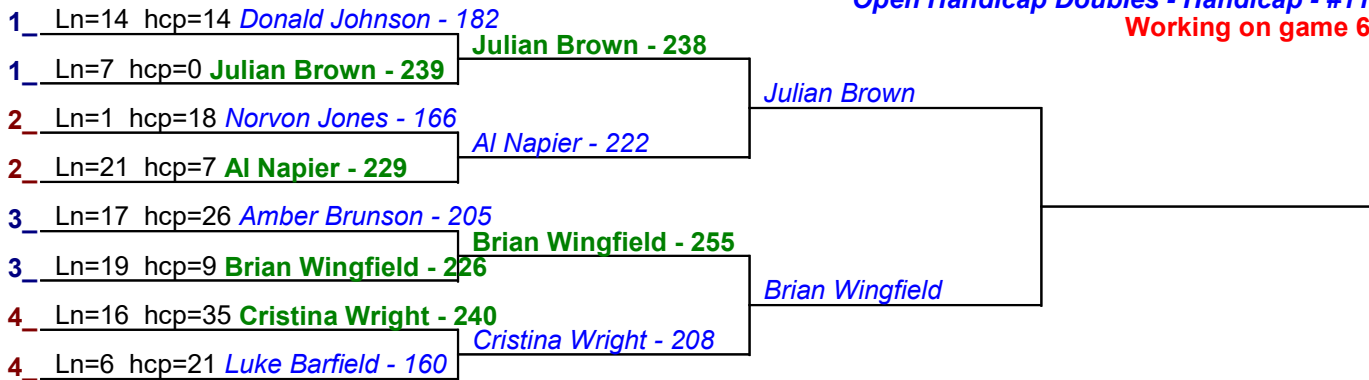 Open Handicap Doubles - Handicap - #11
Working on game 6
1_ Ln=14 hcp=14 Donald Johnson - 182
Julian Brown - 238
1_ Ln=7 hcp=0 Julian Brown - 239
Julian Brown
2_ Ln=1 hcp=18 Norvon Jones - 166
Al Napier - 222
2_ Ln=21 hcp=7 Al Napier - 229
3_ Ln=17 hcp=26 Amber Brunson - 205
Brian Wingfield - 255
3_ Ln=19 hcp=9 Brian Wingfield - 226
Brian Wingfield
4_ Ln=16 hcp=35 Cristina Wright - 240
Cristina Wright - 208
4_ Ln=6 hcp=21 Luke Barfield - 160